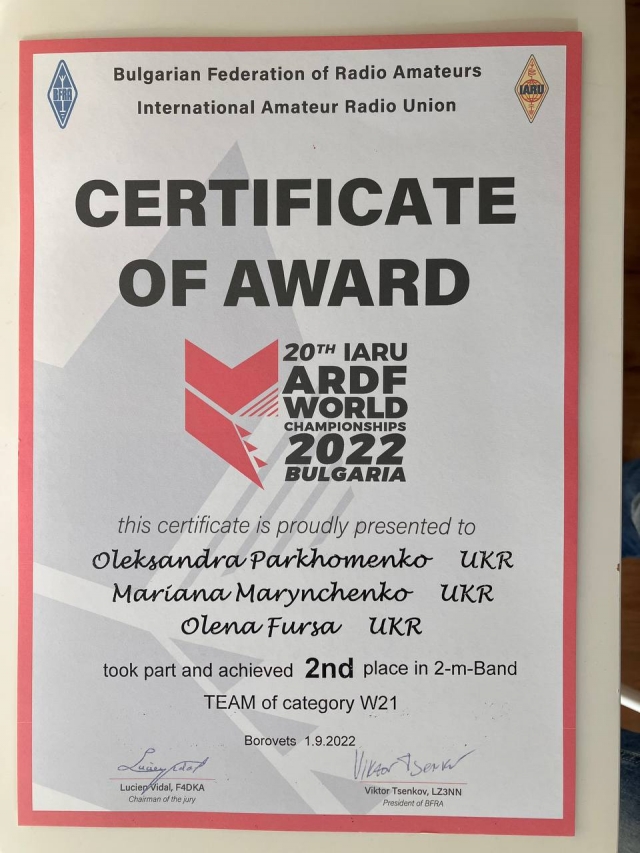 Bulgarian Federation of Radio Amateurs
International Amateur Radio Union
BFRA
IARU
CERTIFICATE
OF AWARD
20TH IARU
ARDF
WORLD
CHAMPIONSHIPS
2022
BULGARIA
this certificate is proudly presented to
Oleksandra Parkhomenko UKR
Mariana Marynchenko UKR
Olena Fursa UKR
took part and achieved 2nd place in 2-m-Band
TEAM of category W21
Borovets 1.9.2022
Lucien Vidal, F4DKA
Chairman of the jury
Viktor Tsenkov, LZ3NN
President of BFRA